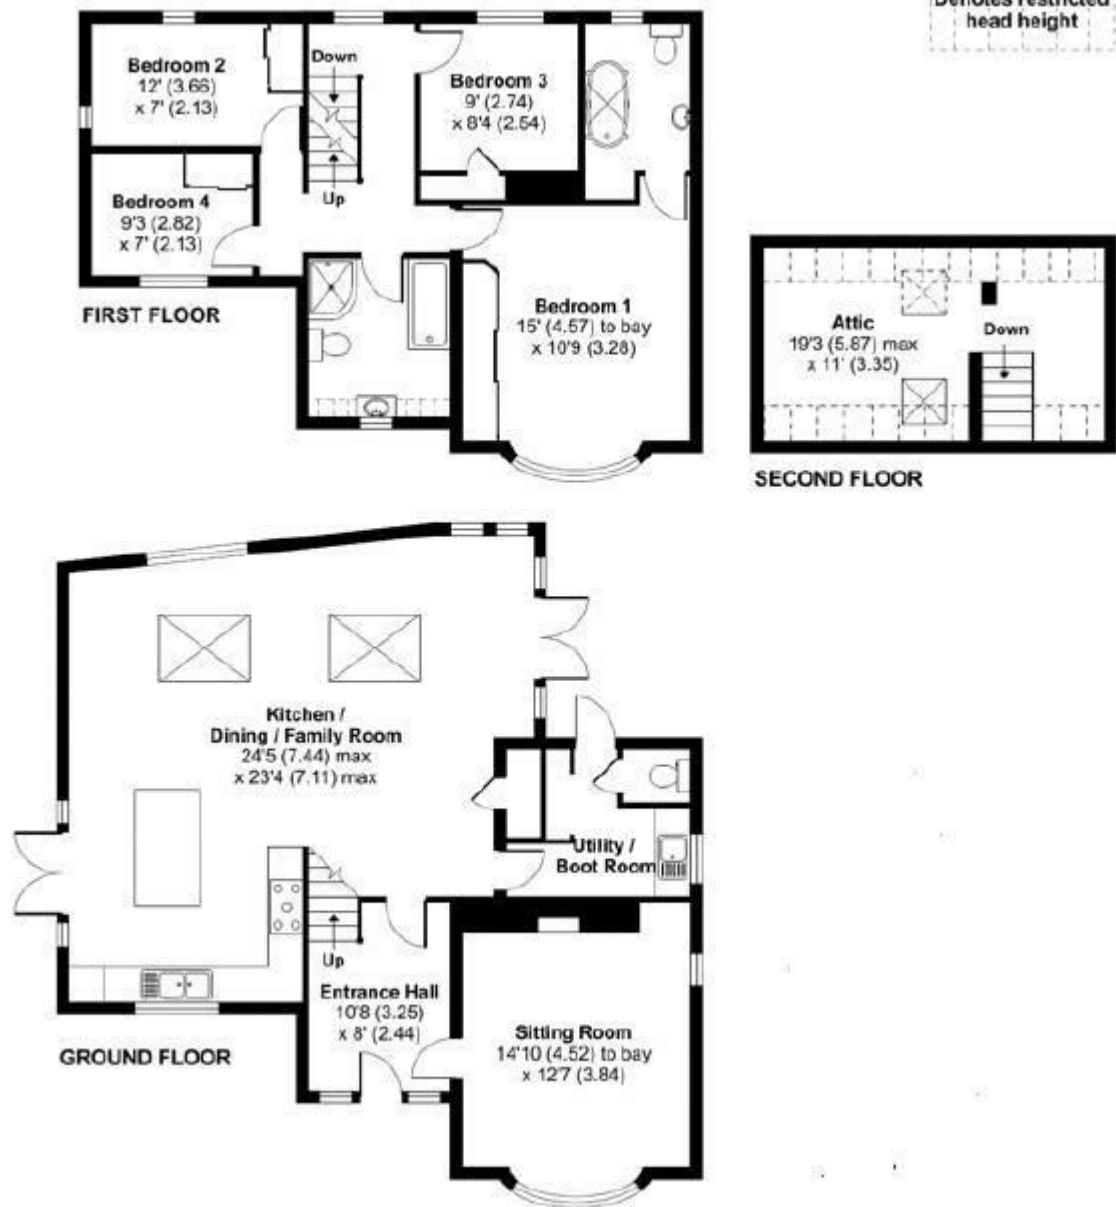 Denotes restricted
head height
Bedroom 2
12' (3.66)
x 7' (2.13)
Down
Bedroom 3
9' (2.74)
x 8'4 (2.54)
Bedroom 4
9'3 (2.82)
x 7' (2.13)
Up
FIRST FLOOR
Bedroom 1
15' (4.57) to bay
x 10'9 (3.28)
Attic
19'3 (5.87) max
x 11' (3.35)
Down
SECOND FLOOR
Kitchen /
Dining / Family Room
24'5 (7.44) max
x 23'4 (7.11) max
Utility /
Boot Room
Up
Entrance Hall
10'8 (3.25)
x 8' (2.44)
Sitting Room
14'10 (4.52) to bay
x 12'7 (3.84)
GROUND FLOOR